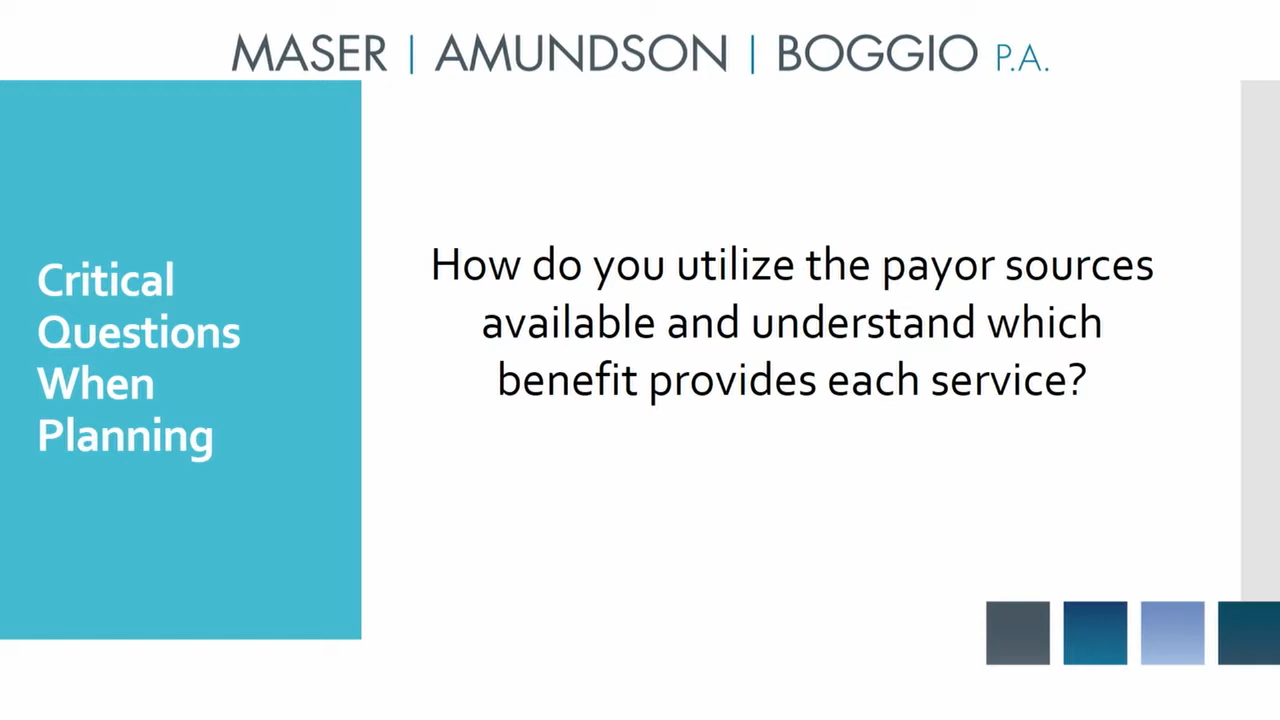 MASER | AMUNDSON | BOGGIO P.A.
Critical
Questions
When
Planning
How do you utilize the payor sources
available and understand which
benefit provides each service?